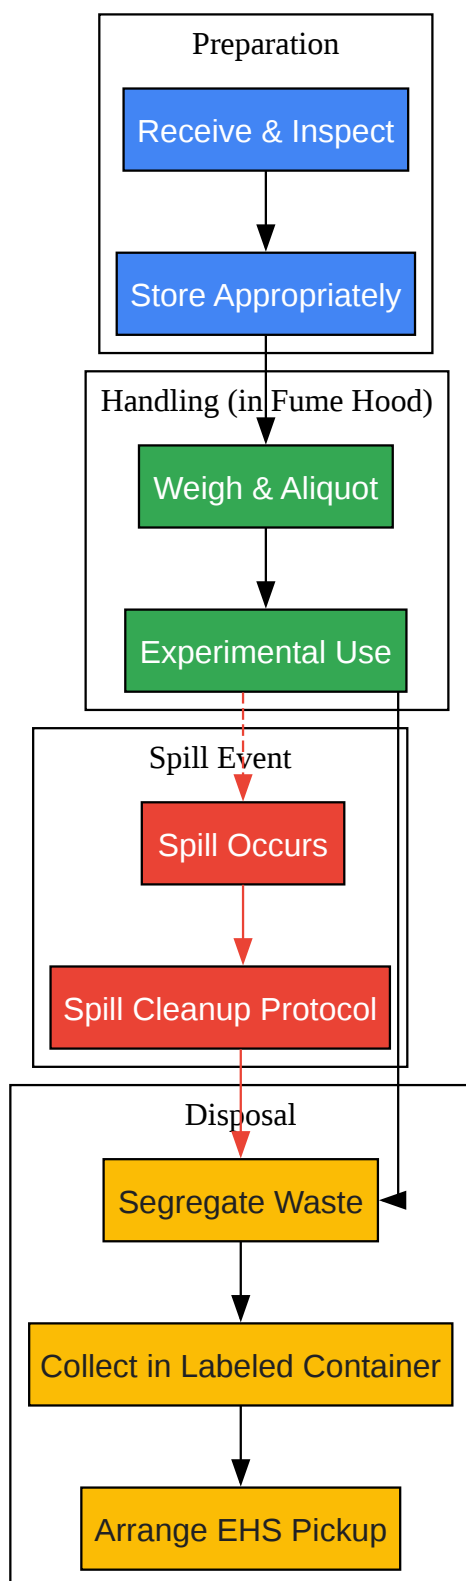 Preparation
Receive & Inspect
Store Appropriately
Handling (in Fume Hood)
Weigh & Aliquot
Experimental Use
Spill Event
Spill Occurs
Spill Cleanup Protocol
Disposal
Segregate Waste
Collect in Labeled Container
Arrange EHS Pickup